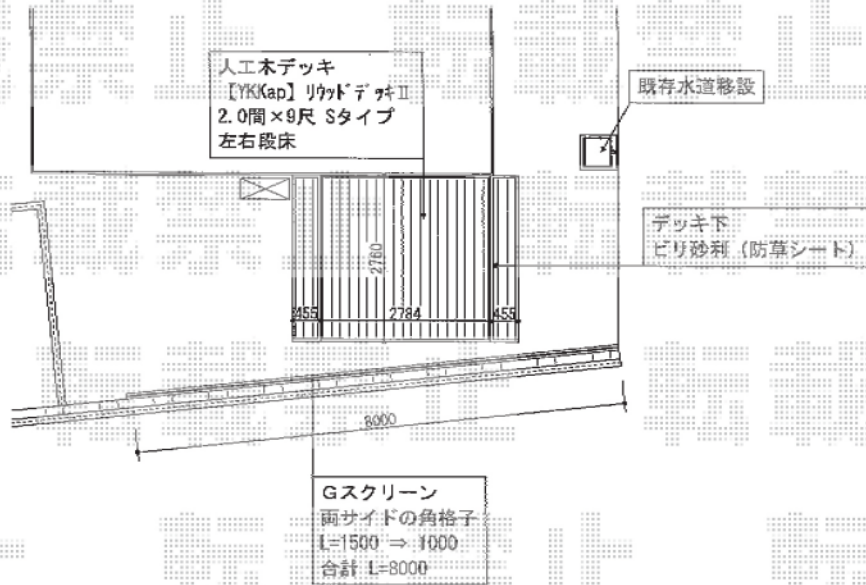 人工木デッキ
【YKKap】リウッドデッキⅡ
2.0間×9尺 Sタイプ
左右段床
既存水道移設
デッキ下
ビリ砂利（防草シート）
2760
455
2784
455
8000
Gスクリーン
両サイドの角格子
L=1500 ⇒ 1000
合計 L=8000